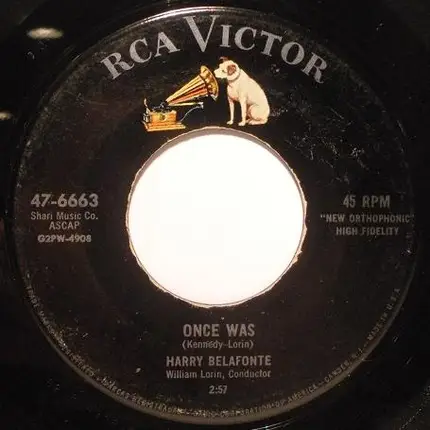 RCA VICTOR
47-6663
Shari Music Co.
ASCAP
G2PW-4908
45 RPM
"NEW ORTHOPHONIC"
HIGH FIDELITY
ONCE WAS
(Kennedy-Lorin)
HARRY BELAFONTE
William Lorin, Conductor
2:57